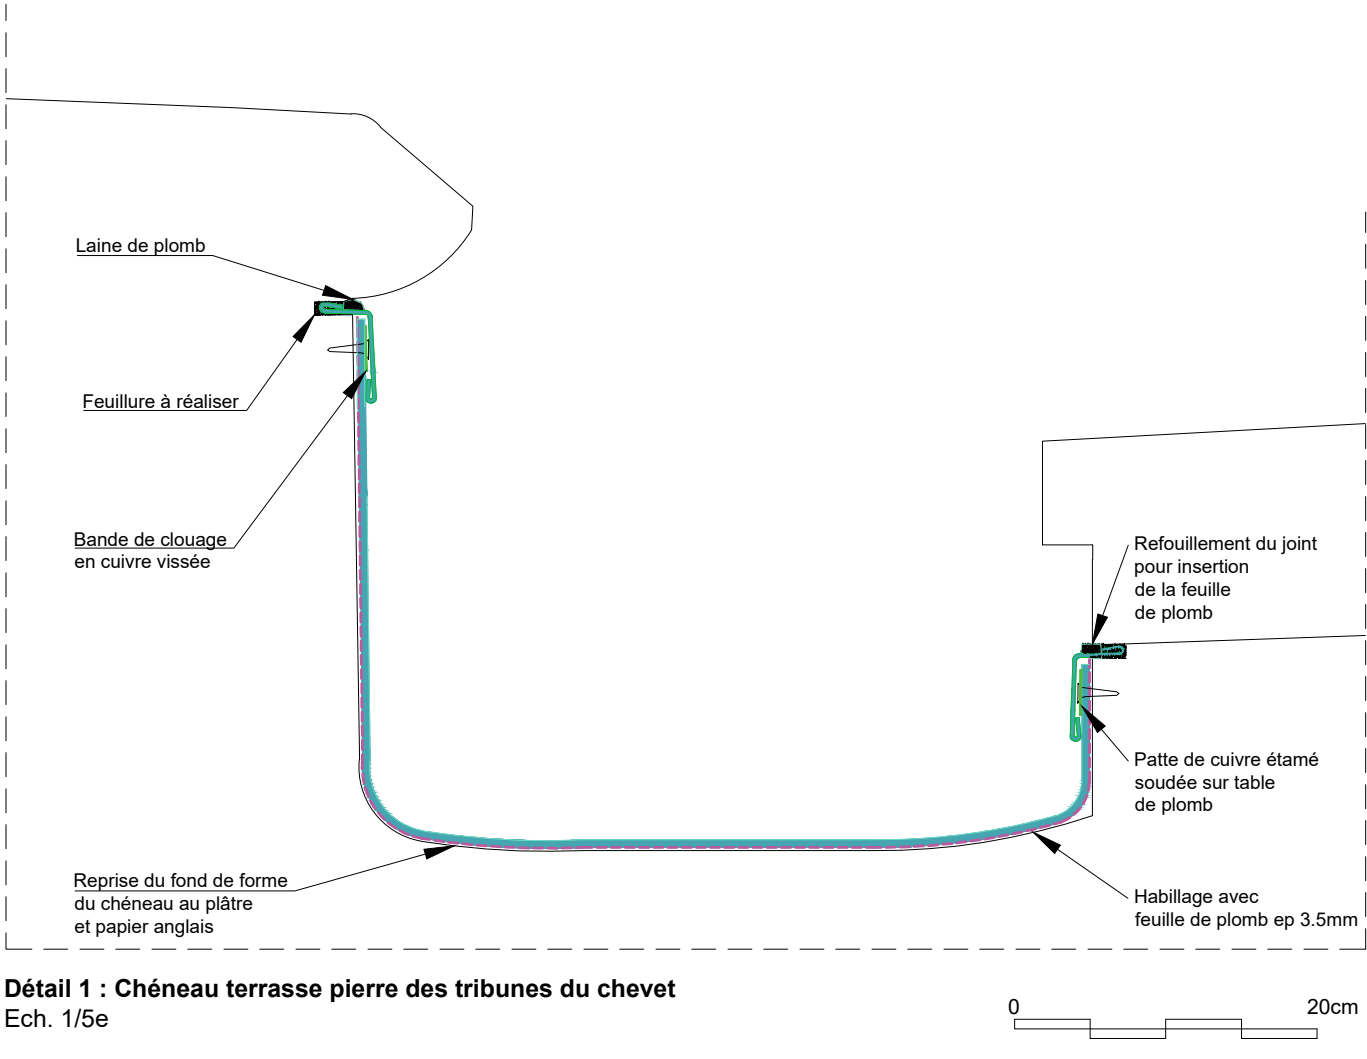 Laine de plomb
Feuillure à réaliser
Bande de clouage
en cuivre vissée
Refouillement du joint
pour insertion
de la feuille
de plomb
Patte de cuivre étamé
soudée sur table
de plomb
Reprise du fond de forme
du chéneau au plâtre
et papier anglais
Habillage avec
feuille de plomb ep 3.5mm
Détail 1 : Chéneau terrasse pierre des tribunes du chevet
Ech. 1/5e
0 20cm